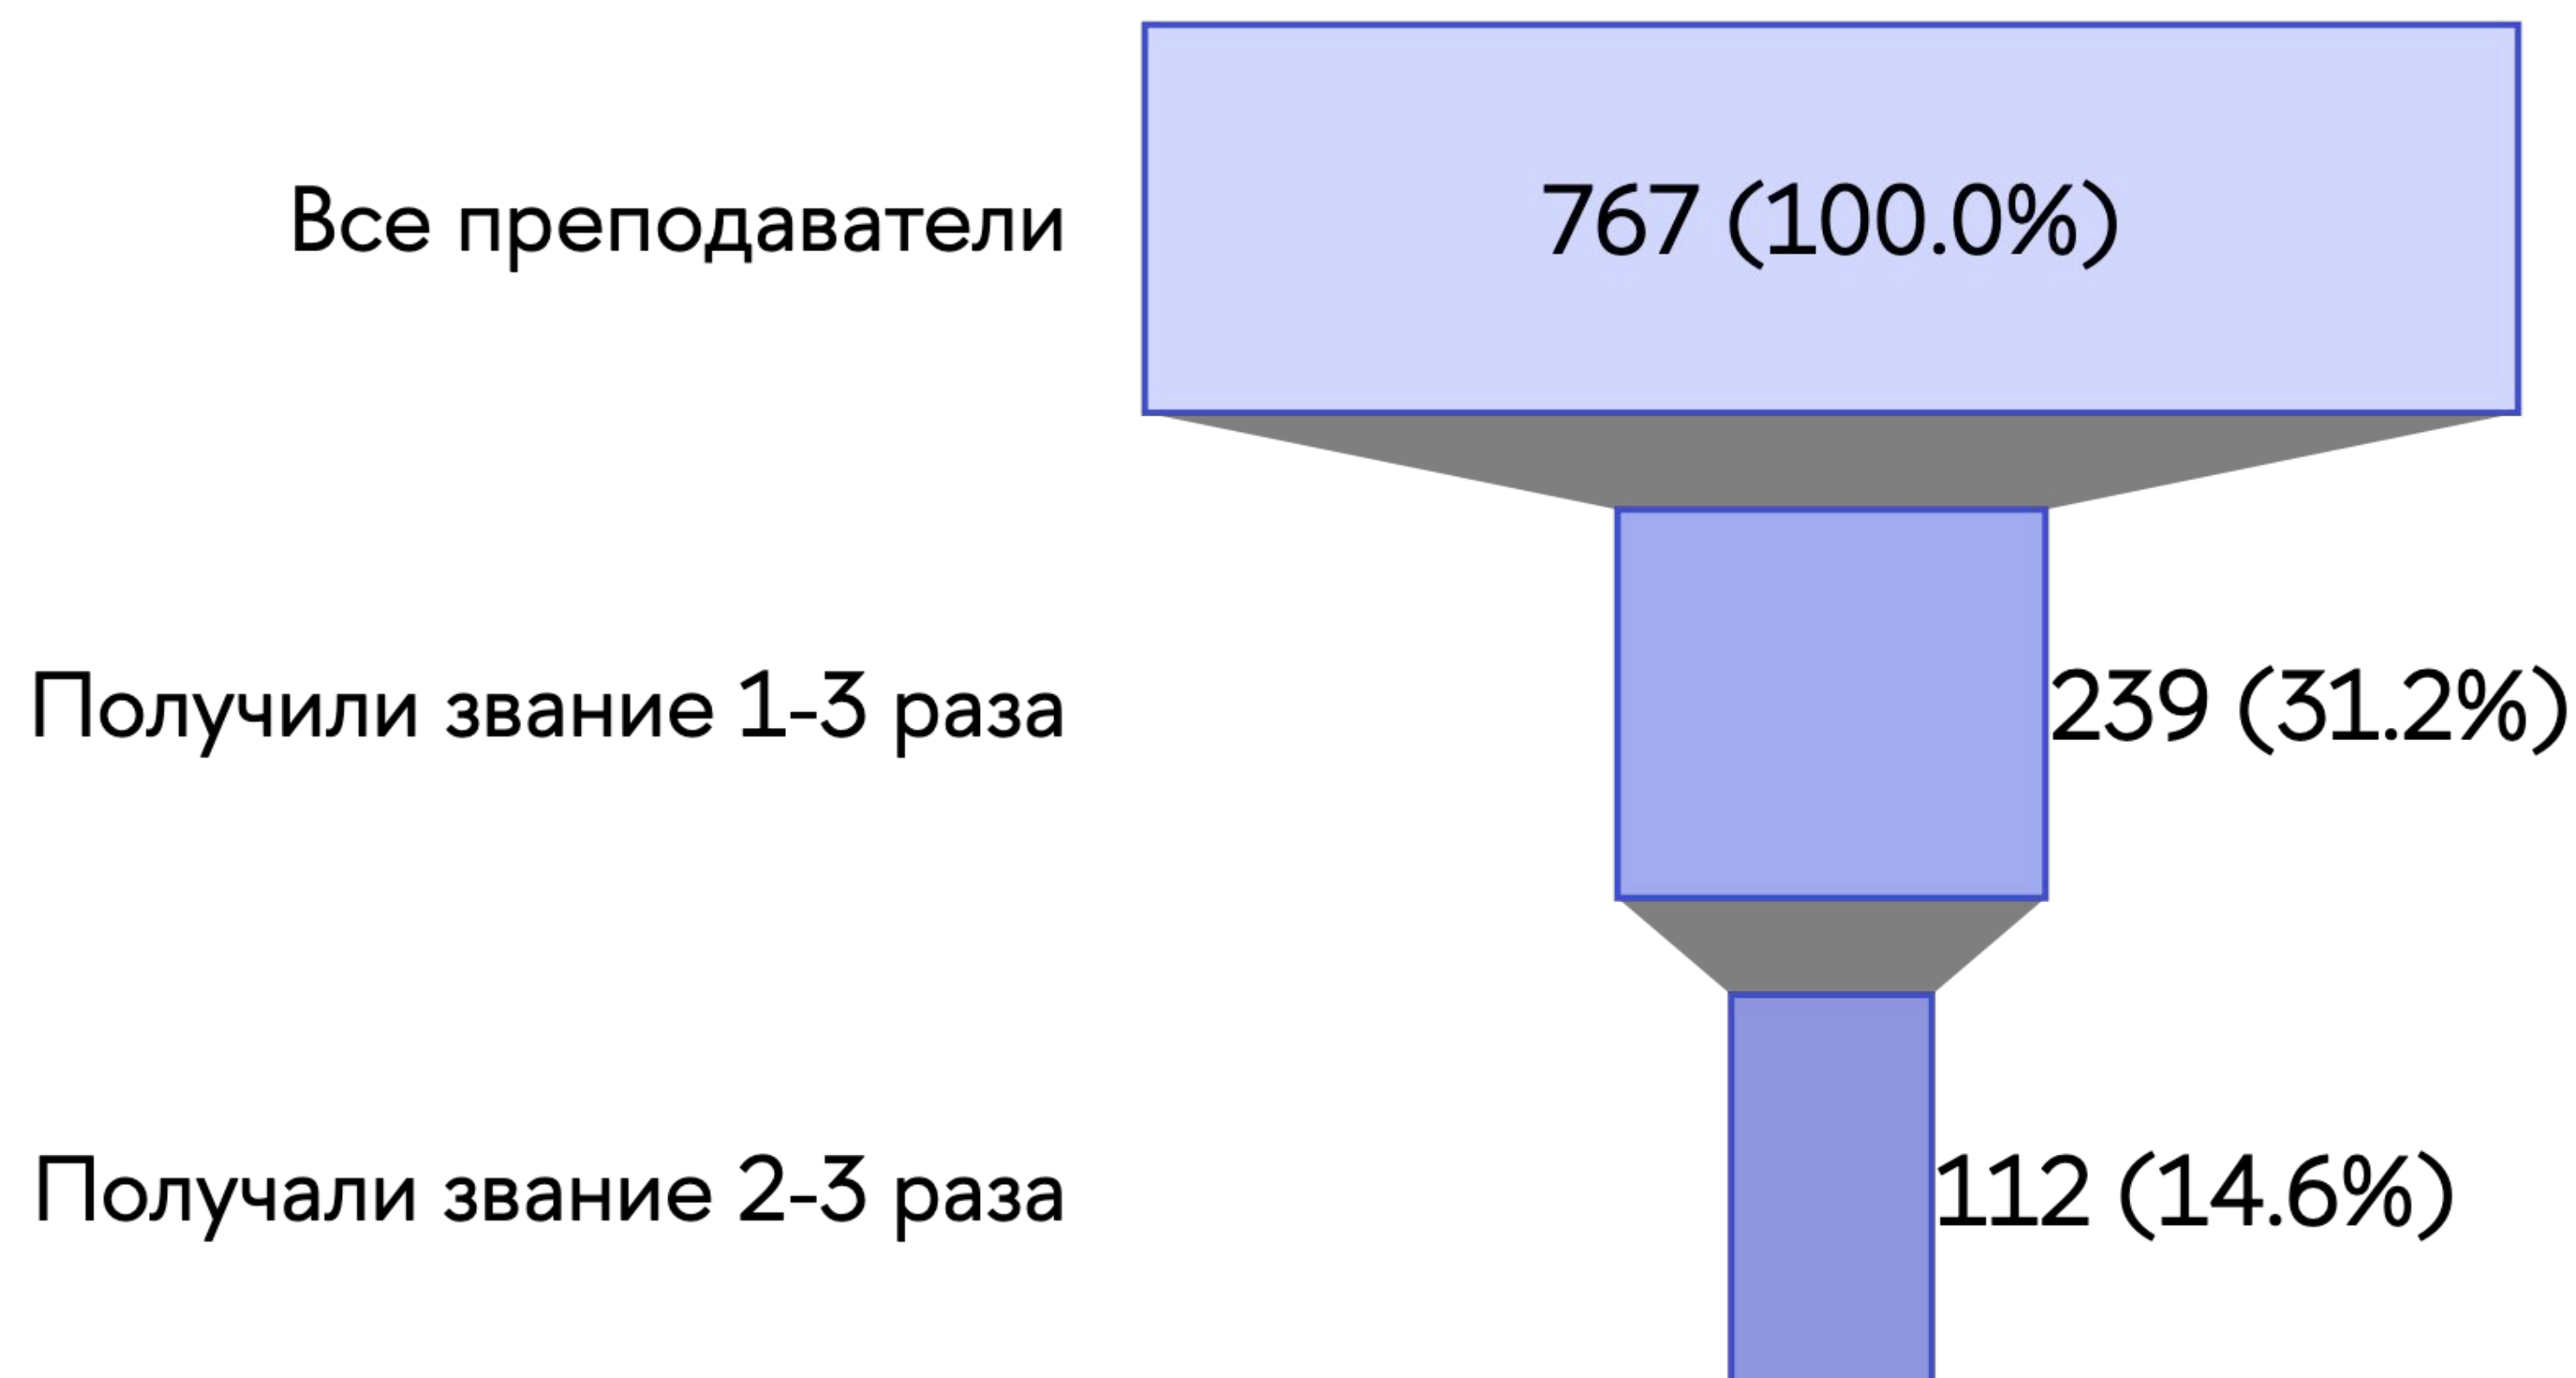 Все преподаватели 767 (100.0%)
Получили звание 1-3 раза 239 (31.2%)
Получали звание 2-3 раза 112 (14.6%)